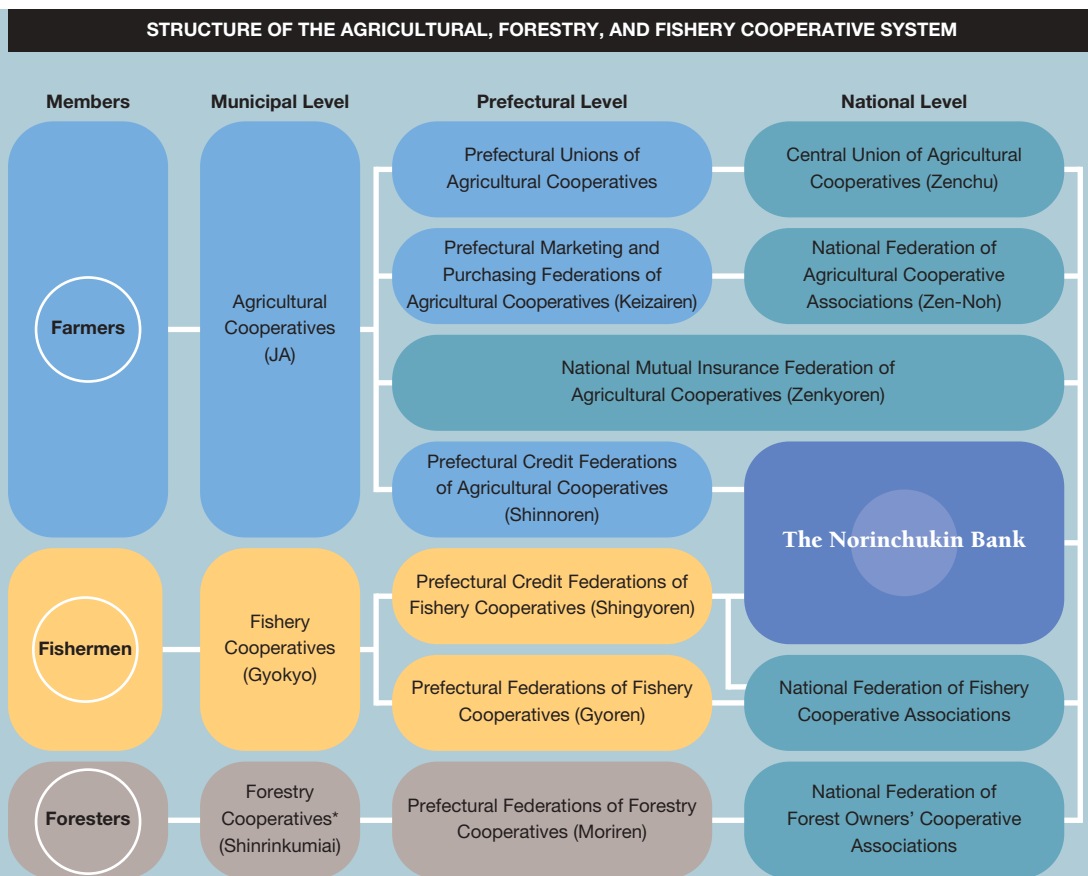 STRUCTURE OF THE AGRICULTURAL, FORESTRY, AND FISHERY COOPERATIVE SYSTEM
Members
Municipal Level
Prefectural Level
National Level
Farmers
Agricultural
Cooperatives
(JA)
Prefectural Unions of
Agricultural Cooperatives
Central Union of Agricultural
Cooperatives (Zenchu)
Prefectural Marketing and
Purchasing Federations of
Agricultural Cooperatives (Keizairen)
National Federation of
Agricultural Cooperative
Associations (Zen-Noh)
National Mutual Insurance Federation of
Agricultural Cooperatives (Zenkyoren)
Prefectural Credit Federations
of Agricultural Cooperatives
(Shinnoren)
The Norinchukin Bank
Fishermen
Fishery
Cooperatives
(Gyokyo)
Prefectural Credit Federations of
Fishery Cooperatives (Shingyoren)
Prefectural Federations of Fishery
Cooperatives (Gyoren)
National Federation of Fishery
Cooperative Associations
Foresters
Forestry
Cooperatives*
(Shinrinkumiai)
Prefectural Federations of Forestry
Cooperatives (Moriren)
National Federation of
Forest Owners' Cooperative
Associations